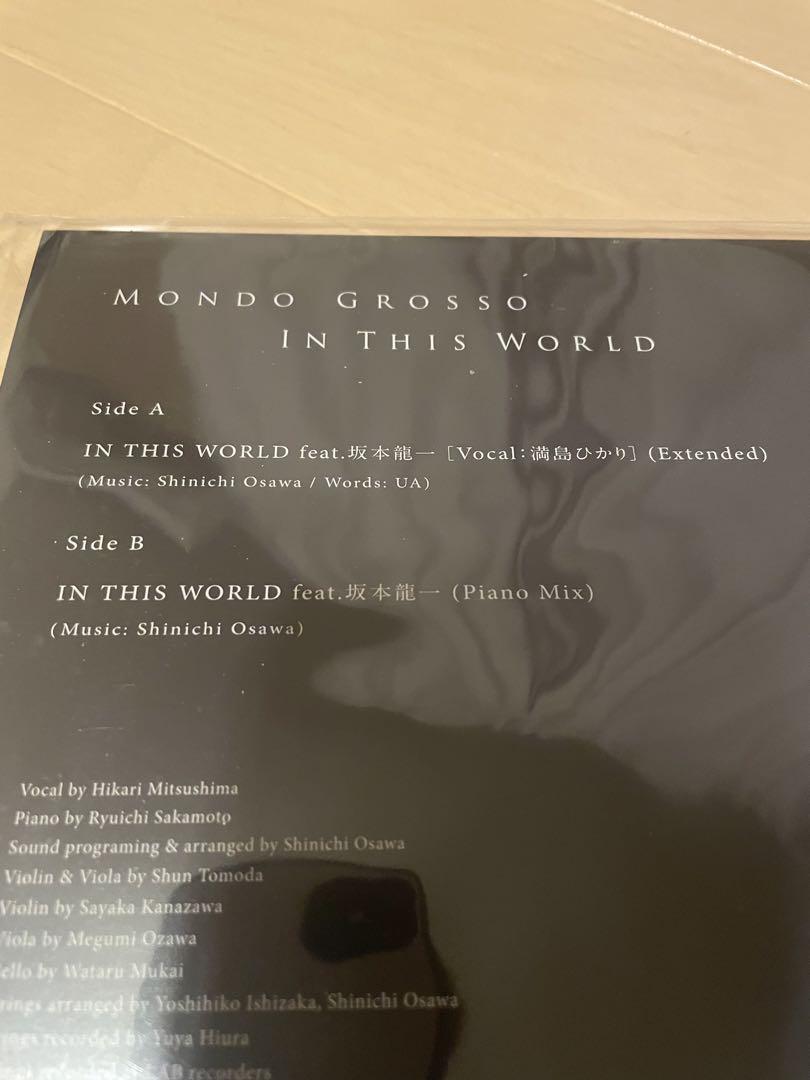 MONDO GROSSO
IN THIS WORLD
Side A
IN THIS WORLD feat.坂本龍一 [Vocal:満島ひかり] (Extended)
(Music: Shinichi Osawa / Words: UA)
Side B
IN THIS WORLD feat.坂本龍一 (Piano Mix)
(Music: Shinichi Osawa)
Vocal by Hikari Mitsushima
Piano by Ryuichi Sakamoto
Sound programing & arranged by Shinichi Osawa
Violin & Viola by Shun Tomoda
Violin by Sayaka Kanazawa
by Megumi Ozawa
by Wataru Mukai
arranged by Yoshihiko Ishizaka, Shinichi Osawa
recorded by Yuya Hiura
recorders